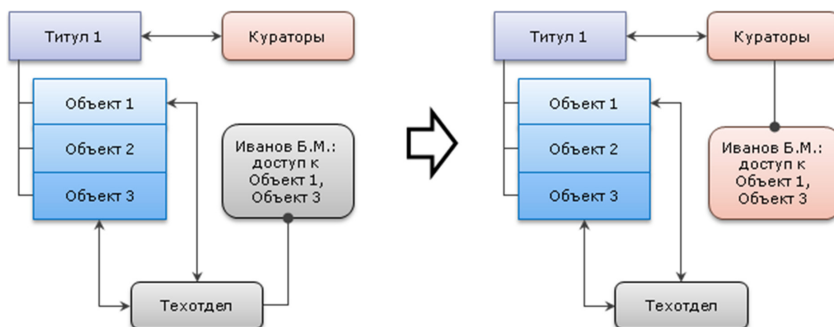 Титул 1
Кураторы
Объект 1
Объект 2
Объект 3
Иванов Б.М.:
доступ к
Объект 1,
Объект 3
Техотдел
Титул 1
Кураторы
Объект 1
Объект 2
Объект 3
Иванов Б.М.:
доступ к
Объект 1,
Объект 3
Техотдел